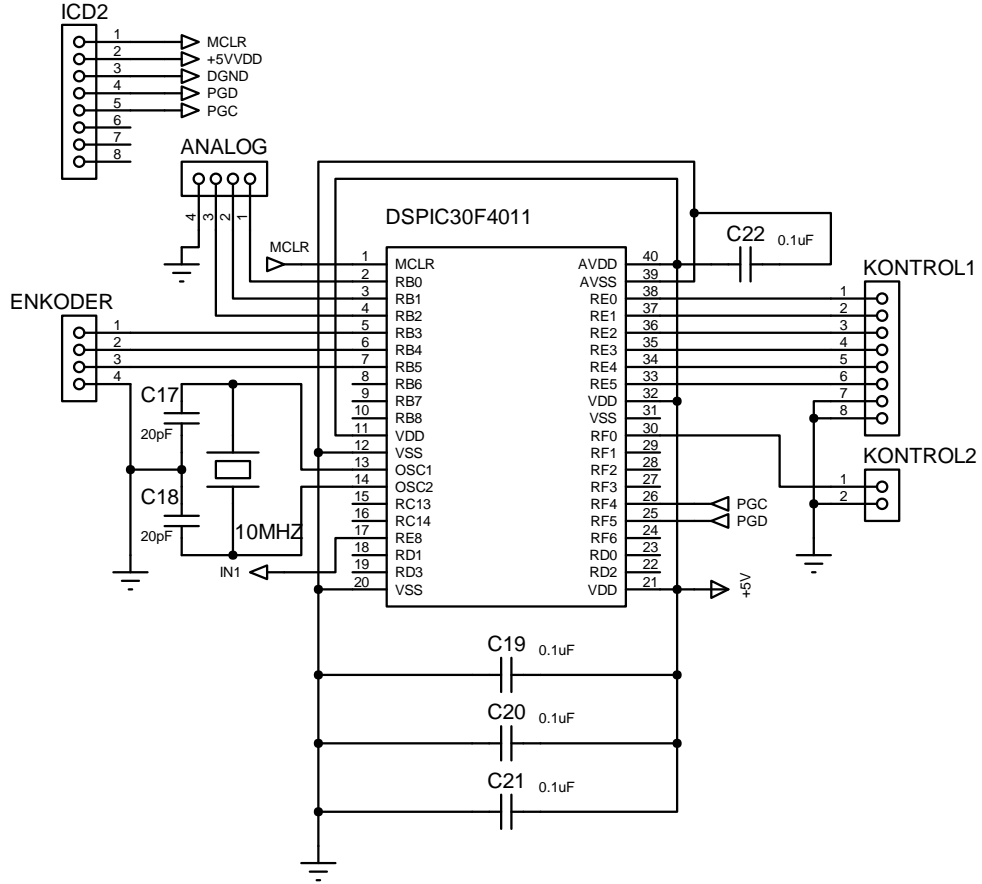 ICD2
1 MCLR
2 +5VVDD
3 DGND
4 PGD
5 PGC
6
7
8
ANALOG
4 3 2 1
MCLR
ENKODER
1
2
3
4
C17
20pF
C18
20pF
10MHZ
IN1
DSPIC30F4011
1 MCLR
2 RB0
3 RB1
4 RB2
5 RB3
6 RB4
7 RB5
8 RB6
9 RB7
10 RB8
11 VDD
12 VSS
13 OSC1
14 OSC2
15 RC13
16 RC14
17 RE8
18 RD1
19 RD3
20 VSS
AVDD 40
AVSS 39
RE0 38
RE1 37
RE2 36
RE3 35
RE4 34
RE5 33
VDD 32
VSS 31
RF0 30
RF1 29
RF2 28
RF3 27
RF4 26
RF5 25
RF6 24
RD0 23
RD2 22
VDD 21
C22 0.1uF
KONTROL1
1
2
3
4
5
6
7
8
KONTROL2
1
2
PGC
PGD
+5V
C19 0.1uF
C20 0.1uF
C21 0.1uF